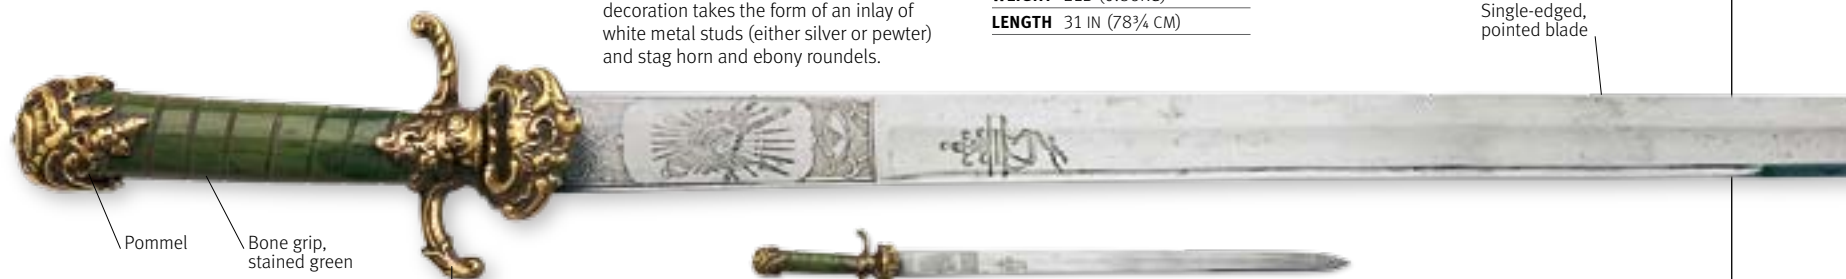 decoration takes the form of an inlay of
white metal studs (either silver or pewter)
and stag horn and ebony roundels.
LENGTH 31 IN (78¾ CM)
Single-edged,
pointed blade
Pommel
Bone grip,
stained green